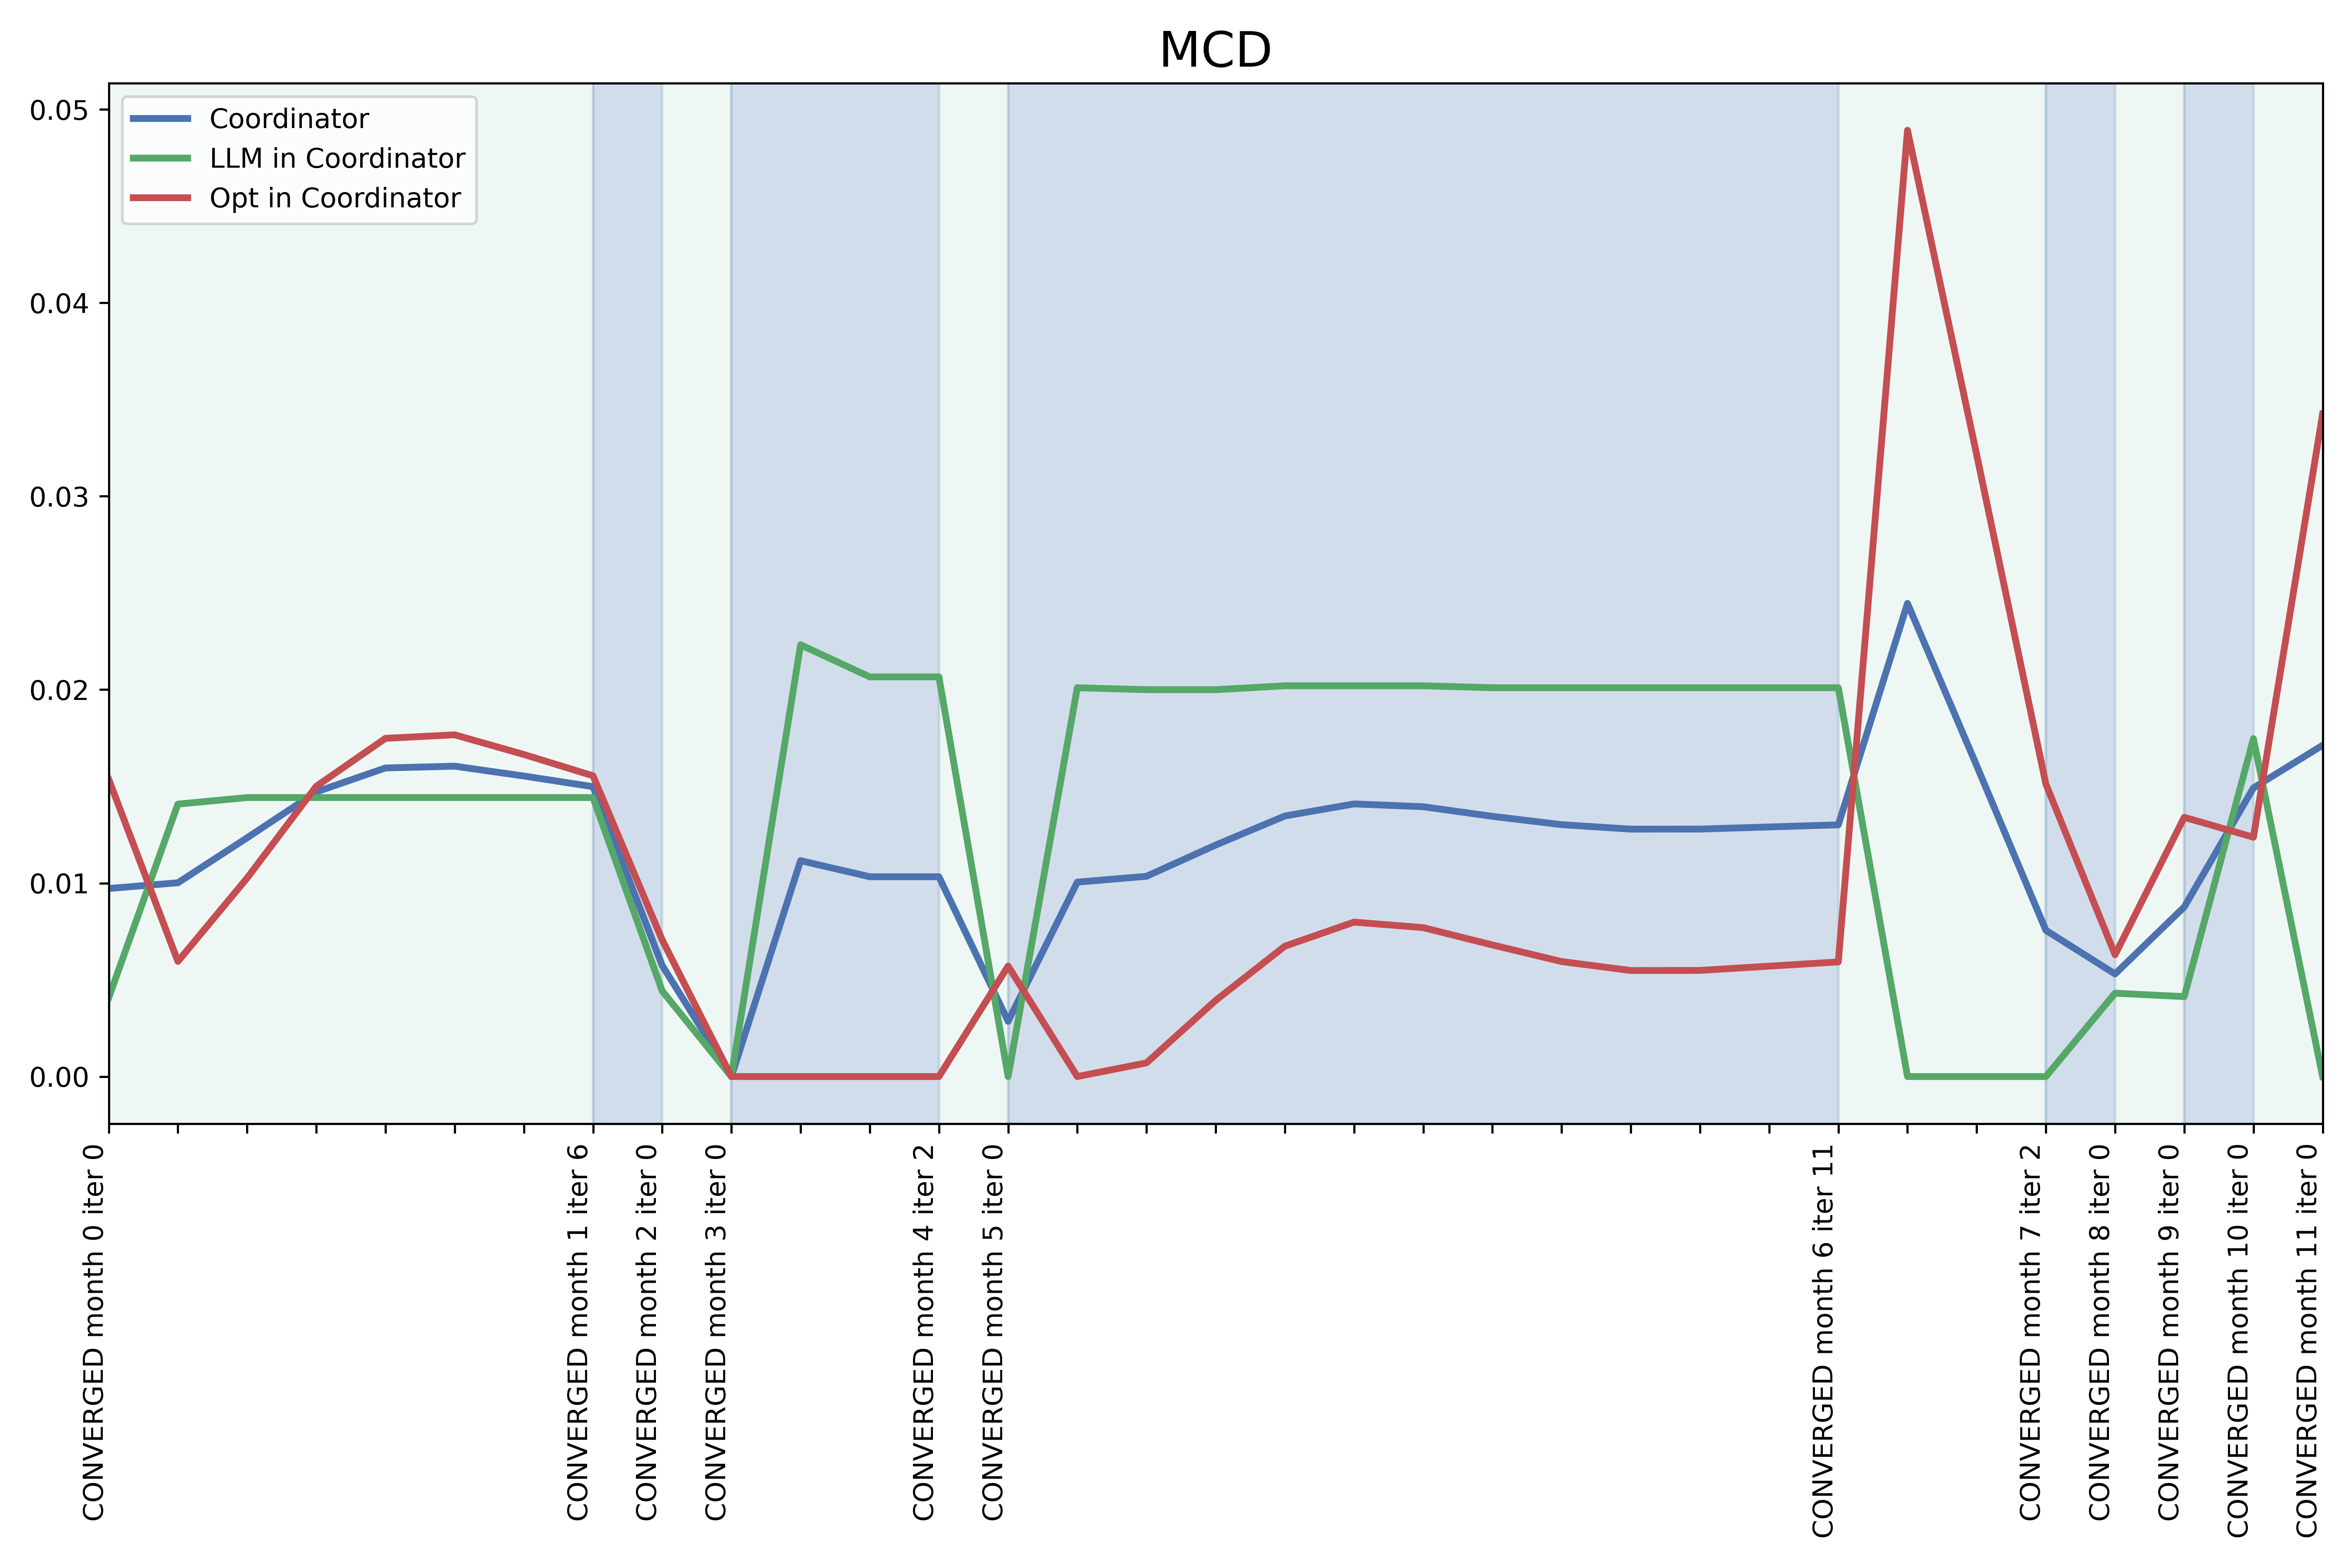 MCD
0.05
0.04
0.03
0.02
0.01
0.00
Coordinator
LLM in Coordinator
Opt in Coordinator
CONVERGED month 0 iter 0
CONVERGED month 1 iter 6
CONVERGED month 2 iter 0
CONVERGED month 3 iter 0
CONVERGED month 4 iter 2
CONVERGED month 5 iter 0
CONVERGED month 6 iter 11
CONVERGED month 7 iter 2
CONVERGED month 8 iter 0
CONVERGED month 9 iter 0
CONVERGED month 10 iter 0
CONVERGED month 11 iter 0